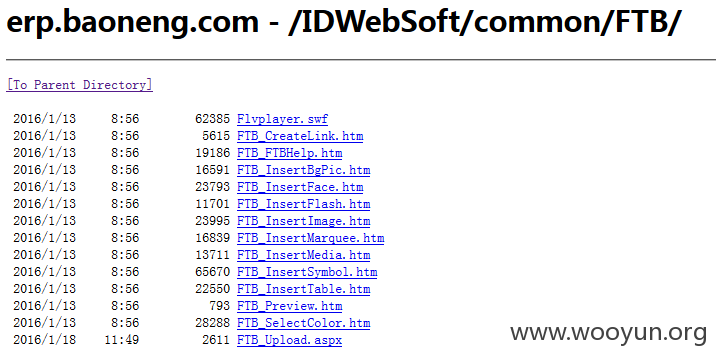 erp.baoneng.com - /IDWebSoft/common/FTB/
[To Parent Directory]
2016/1/13 8:56 62385 Flvplayer.swf
2016/1/13 8:56 5615 FTB_CreateLink.htm
2016/1/13 8:56 19186 FTB_FTBHelp.htm
2016/1/13 8:56 16591 FTB_InsertBgPic.htm
2016/1/13 8:56 23793 FTB_InsertFace.htm
2016/1/13 8:56 11701 FTB_InsertFlash.htm
2016/1/13 8:56 23995 FTB_InsertImage.htm
2016/1/13 8:56 16839 FTB_InsertMarquee.htm
2016/1/13 8:56 13711 FTB_InsertMedia.htm
2016/1/13 8:56 65670 FTB_InsertSymbol.htm
2016/1/13 8:56 22550 FTB_InsertTable.htm
2016/1/13 8:56 793 FTB_Preview.htm
2016/1/13 8:56 28288 FTB_SelectColor.htm
2016/1/18 11:49 2611 FTB_Upload.aspx
www.wooyun.org